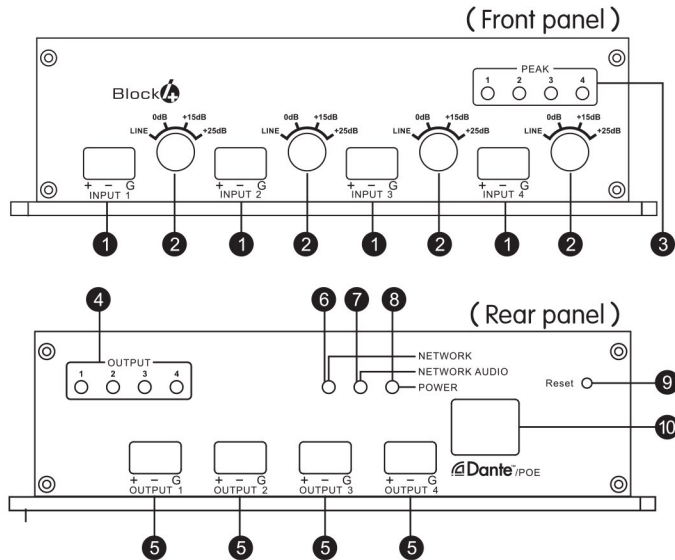 (Front panel)
Block4
PEAK
1 2 3 4
0dB +15dB 0dB +15dB 0dB +15dB 0dB +15dB
LINE +25dB LINE +25dB LINE +25dB LINE +25dB
+ − G + − G + − G + − G
INPUT 1 INPUT 2 INPUT 3 INPUT 4
1 2 1 2 1 2 1 2 3
4 6 7 8
(Rear panel)
OUTPUT
1 2 3 4
NETWORK
NETWORK AUDIO
POWER
Reset 9
10
Dante™/POE
+ − G + − G + − G + − G
OUTPUT 1 OUTPUT 2 OUTPUT 3 OUTPUT 4
5 5 5 5